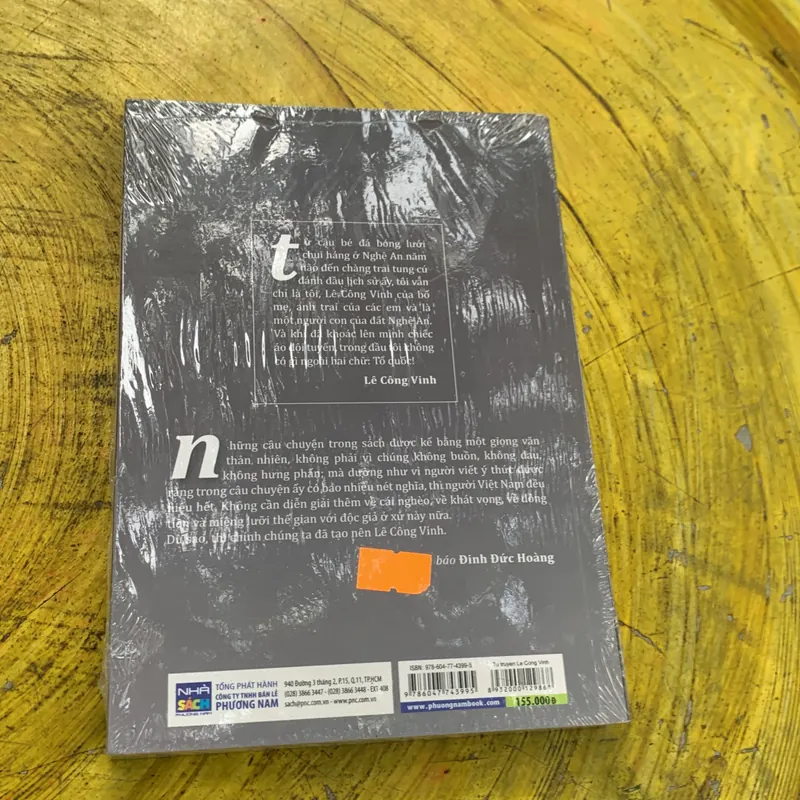 từ cậu bé đá bóng lưới
chui háng ở Nghệ An năm
nào đến chàng trai tung cú
đánh đầu lịch sử ấy, tôi vẫn
chỉ là tôi, Lê Công Vinh của bố
mẹ, anh trai của các em và là
một người con của đất Nghệ An.
Và khi đã khoác lên mình chiếc
áo đội tuyển, trong đầu tôi không
có gì ngoài hai chữ: Tổ quốc!
Lê Công Vinh
những câu chuyện trong sách được kể bằng một giọng văn
thản nhiên, không phải vì chúng không buồn, không đau,
không hưng phấn; mà dường như vì người viết ý thức được
rằng trong câu chuyện ấy có bao nhiêu nét nghĩa, thì người Việt Nam đều
hiểu hết. Không cần diễn giải thêm về cái nghèo, về khát vọng, về đồng
tiền và miệng lưỡi thế gian với độc giả ở xứ này nữa.
Dù sao, thì chính chúng ta đã tạo nên Lê Công Vinh.
báo Đinh Đức Hoàng
NHÀ SÁCH PHƯƠNG NAM
TỔNG PHÁT HÀNH
CÔNG TY TNHH BÁN LẺ
PHƯƠNG NAM
940 Đường 3 tháng 2, P.15, Q.11, TP.HCM
(028) 3866 3447 - (028) 3866 3448 - EXT: 408
sach@pnc.com.vn - www.pnc.com.vn
ISBN: 978-604-77-4399-5
9 786047 743995
Tự truyện Lê Công Vinh
8 932000 129868
www.phuongnambook.com
155.000đ